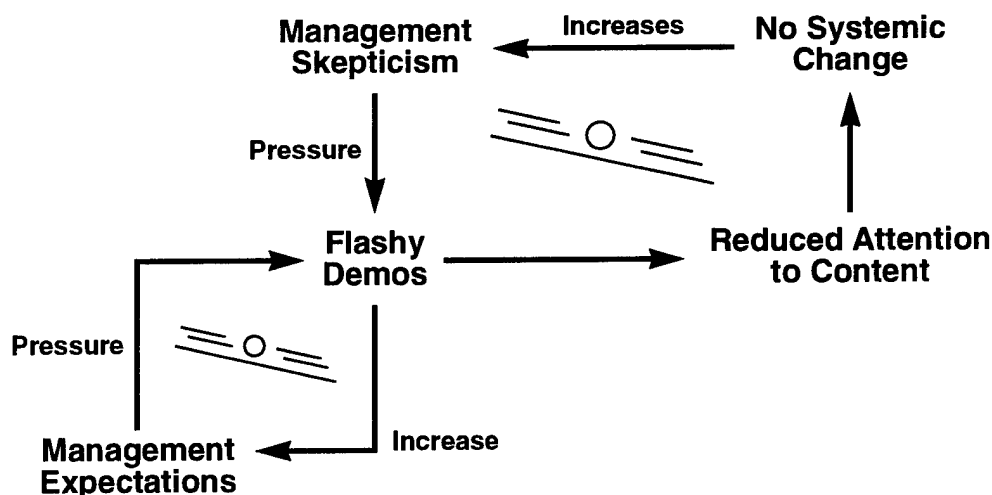 Management
Skepticism
Increases
No Systemic
Change
Pressure
Flashy
Demos
Reduced Attention
to Content
Pressure
Management
Expectations
Increase